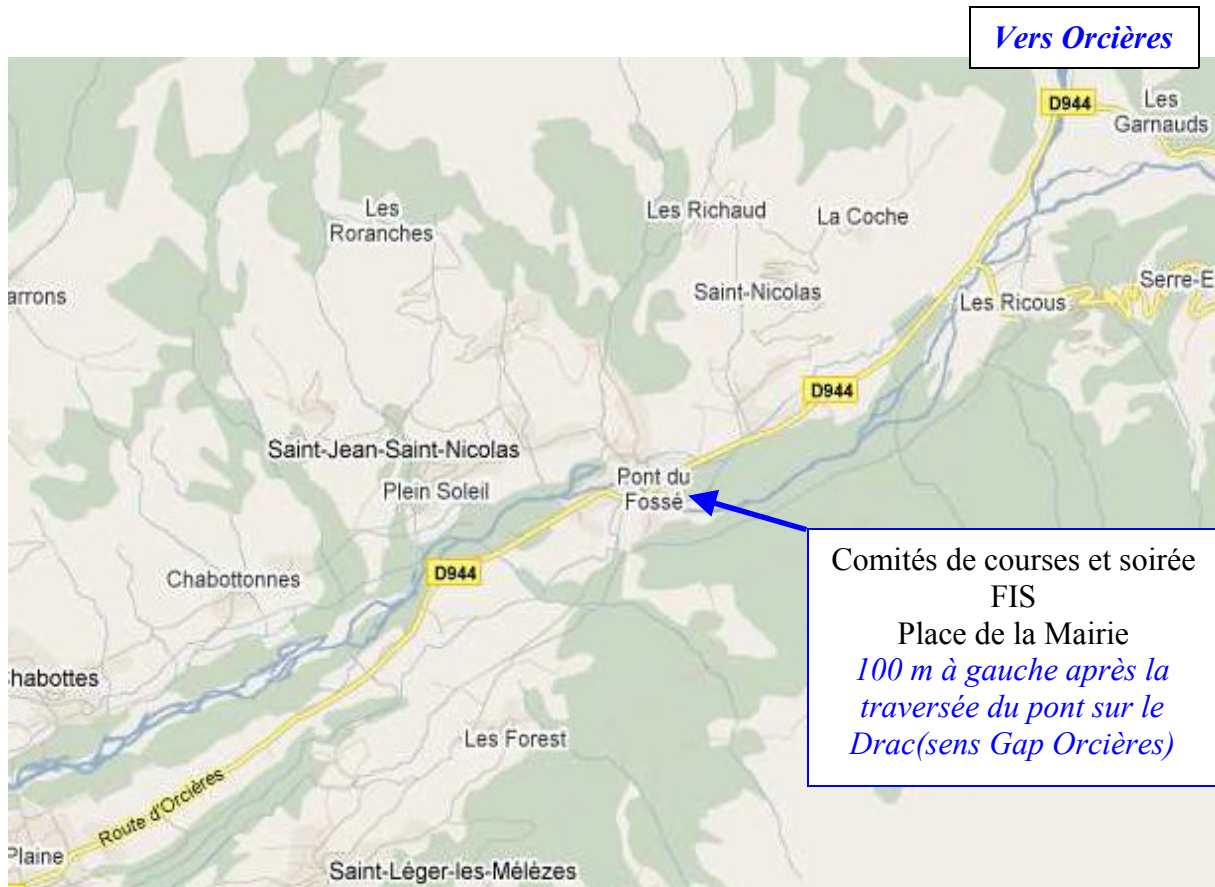 Vers Orcières
D944
Les
Garnauds
Les
Roranches
Les Richaud
La Coche
arrons
Saint-Nicolas
Serre-E
Les Ricous
D944
Saint-Jean-Saint-Nicolas
Plein Soleil
Pont du
Fossé
D944
Chabottonnes
Comités de courses et soirée
FIS
Place de la Mairie
100 m à gauche après la
traversée du pont sur le
Drac(sens Gap Orcières)
habottes
Les Forest
Route d'Orcières
Plaine
Saint-Léger-les-Mélèzes